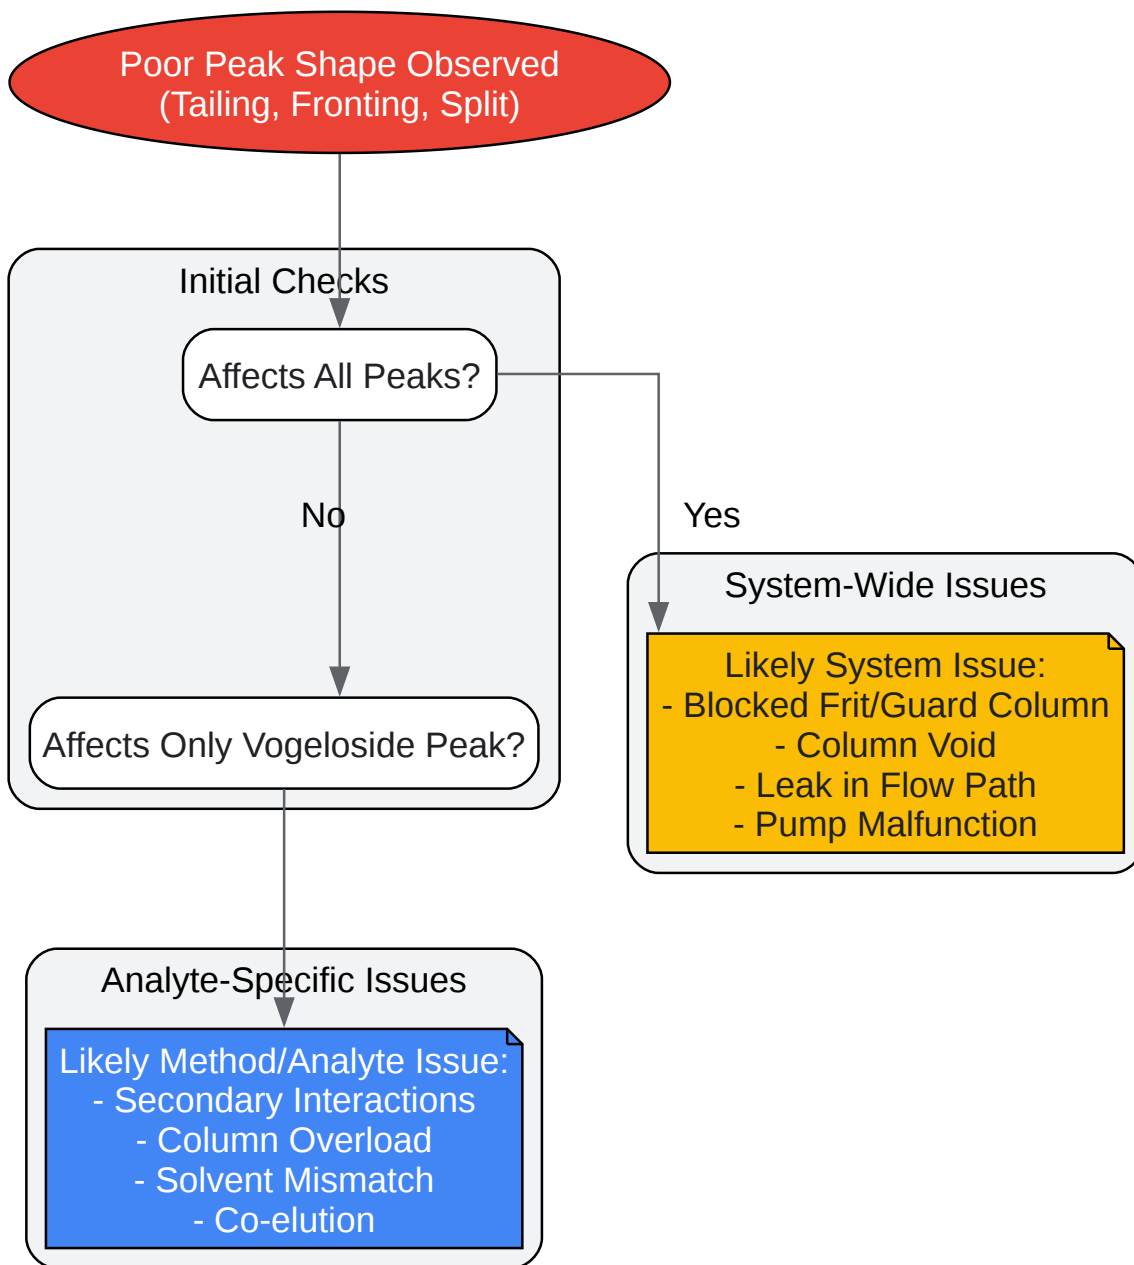 Poor Peak Shape Observed
(Tailing, Fronting, Split)
Initial Checks
Affects All Peaks?
No
Yes
Affects Only Vogeloside Peak?
System-Wide Issues
Likely System Issue:
- Blocked Frit/Guard Column
- Column Void
- Leak in Flow Path
- Pump Malfunction
Analyte-Specific Issues
Likely Method/Analyte Issue:
- Secondary Interactions
- Column Overload
- Solvent Mismatch
- Co-elution